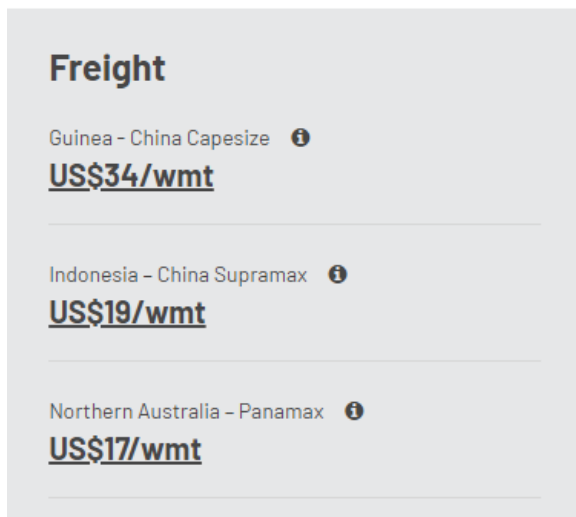 Freight
Guinea - China Capesize
US$34/wmt
Indonesia – China Supramax
US$19/wmt
Northern Australia – Panamax
US$17/wmt